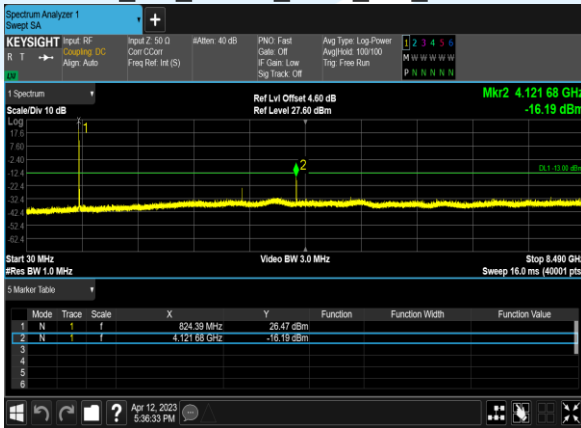 Spectrum Analyzer 1
Swept SA
+
KEYSIGHT Input: RF Input Z: 50 Ω #Atten: 40 dB PNO: Fast Avg Type: Log-Power 1 2 3 4 5 6
R T Coupling: DC Corr CCorr Gate: Off Avg|Hold: 100/100 M W W W W W
Align: Auto Freq Ref: Int (S) IF Gain: Low Trig: Free Run
Sig Track: Off P N N N N N
1 Spectrum Ref Lvl Offset 4.60 dB Mkr2 4.121 68 GHz
Scale/Div 10 dB Ref Level 27.60 dBm -16.19 dBm
Log
17.6 1
7.60
-2.40
-12.4 2 DL1 -13.00 dBm
-22.4
-32.4
-42.4
-52.4
-62.4
Start 30 MHz Video BW 3.0 MHz Stop 8.490 GHz
#Res BW 1.0 MHz Sweep 16.0 ms (40001 pts
5 Marker Table
Mode Trace Scale X Y Function Function Width Function Value
1 N 1 f 824.39 MHz 26.47 dBm
2 N 1 f 4.121 68 GHz -16.19 dBm
3
4
5
6
? Apr 12, 2023
5:36:33 PM